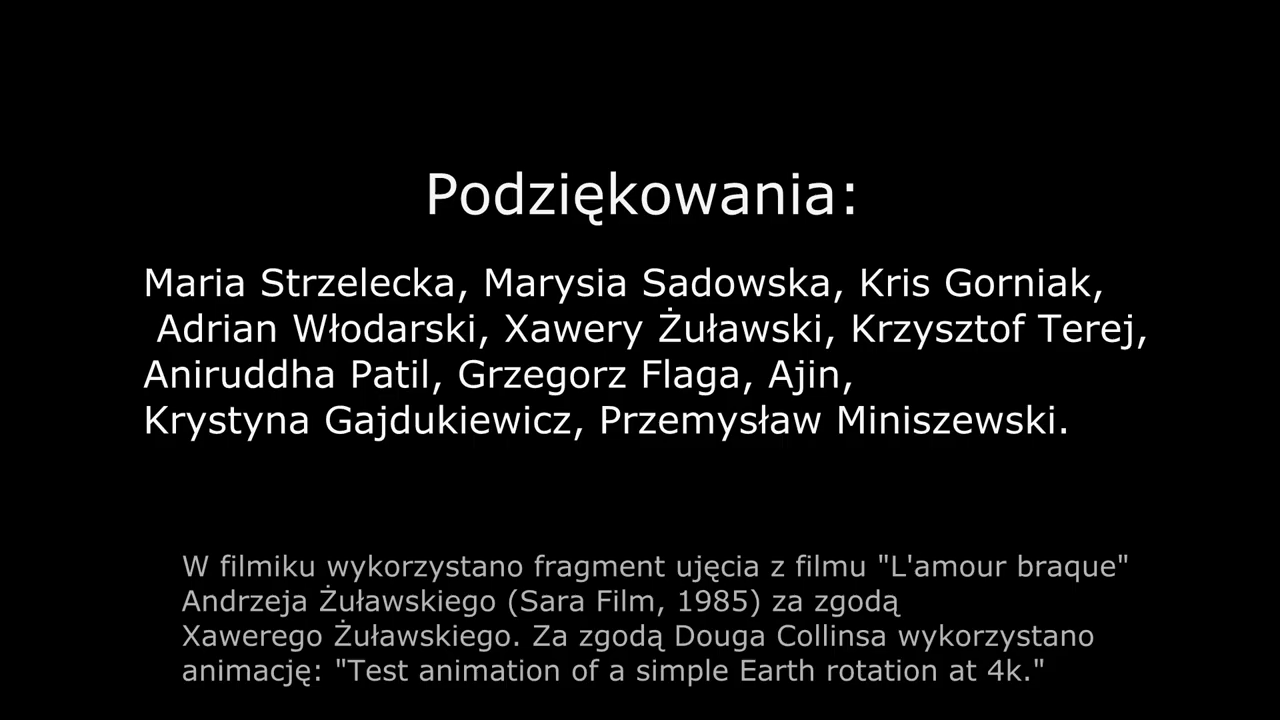 Podziękowania:
Maria Strzelecka, Marysia Sadowska, Kris Gorniak,
Adrian Włodarski, Xawery Żuławski, Krzysztof Terej,
Aniruddha Patil, Grzegorz Flaga, Ajin,
Krystyna Gajdukiewicz, Przemysław Miniszewski.
W filmiku wykorzystano fragment ujęcia z filmu "L'amour braque"
Andrzeja Żuławskiego (Sara Film, 1985) za zgodą
Xawerego Żuławskiego. Za zgodą Douga Collinsa wykorzystano
animację: "Test animation of a simple Earth rotation at 4k."